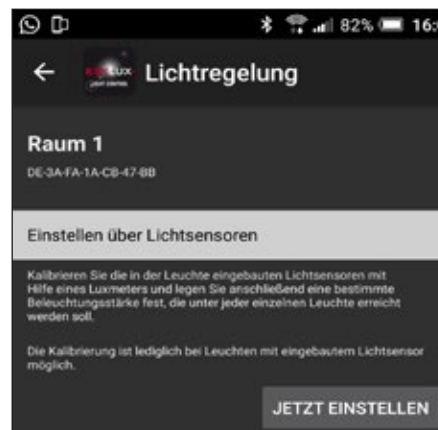 82% 16:
Lichtregelung
Raum 1
DE-3A-FA-1A-CB-47-BB
Einstellen über Lichtsensoren
Kalibrieren Sie die in der Leuchte eingebauten Lichtsensoren mit
Hilfe eines Luxmeters und legen Sie anschließend eine bestimmte
Beleuchtungsstärke fest, die unter jeder einzelnen Leuchte erreicht
werden soll.
Die Kalibrierung ist lediglich bei Leuchten mit eingebautem Lichtsensor
möglich.
JETZT EINSTELLEN